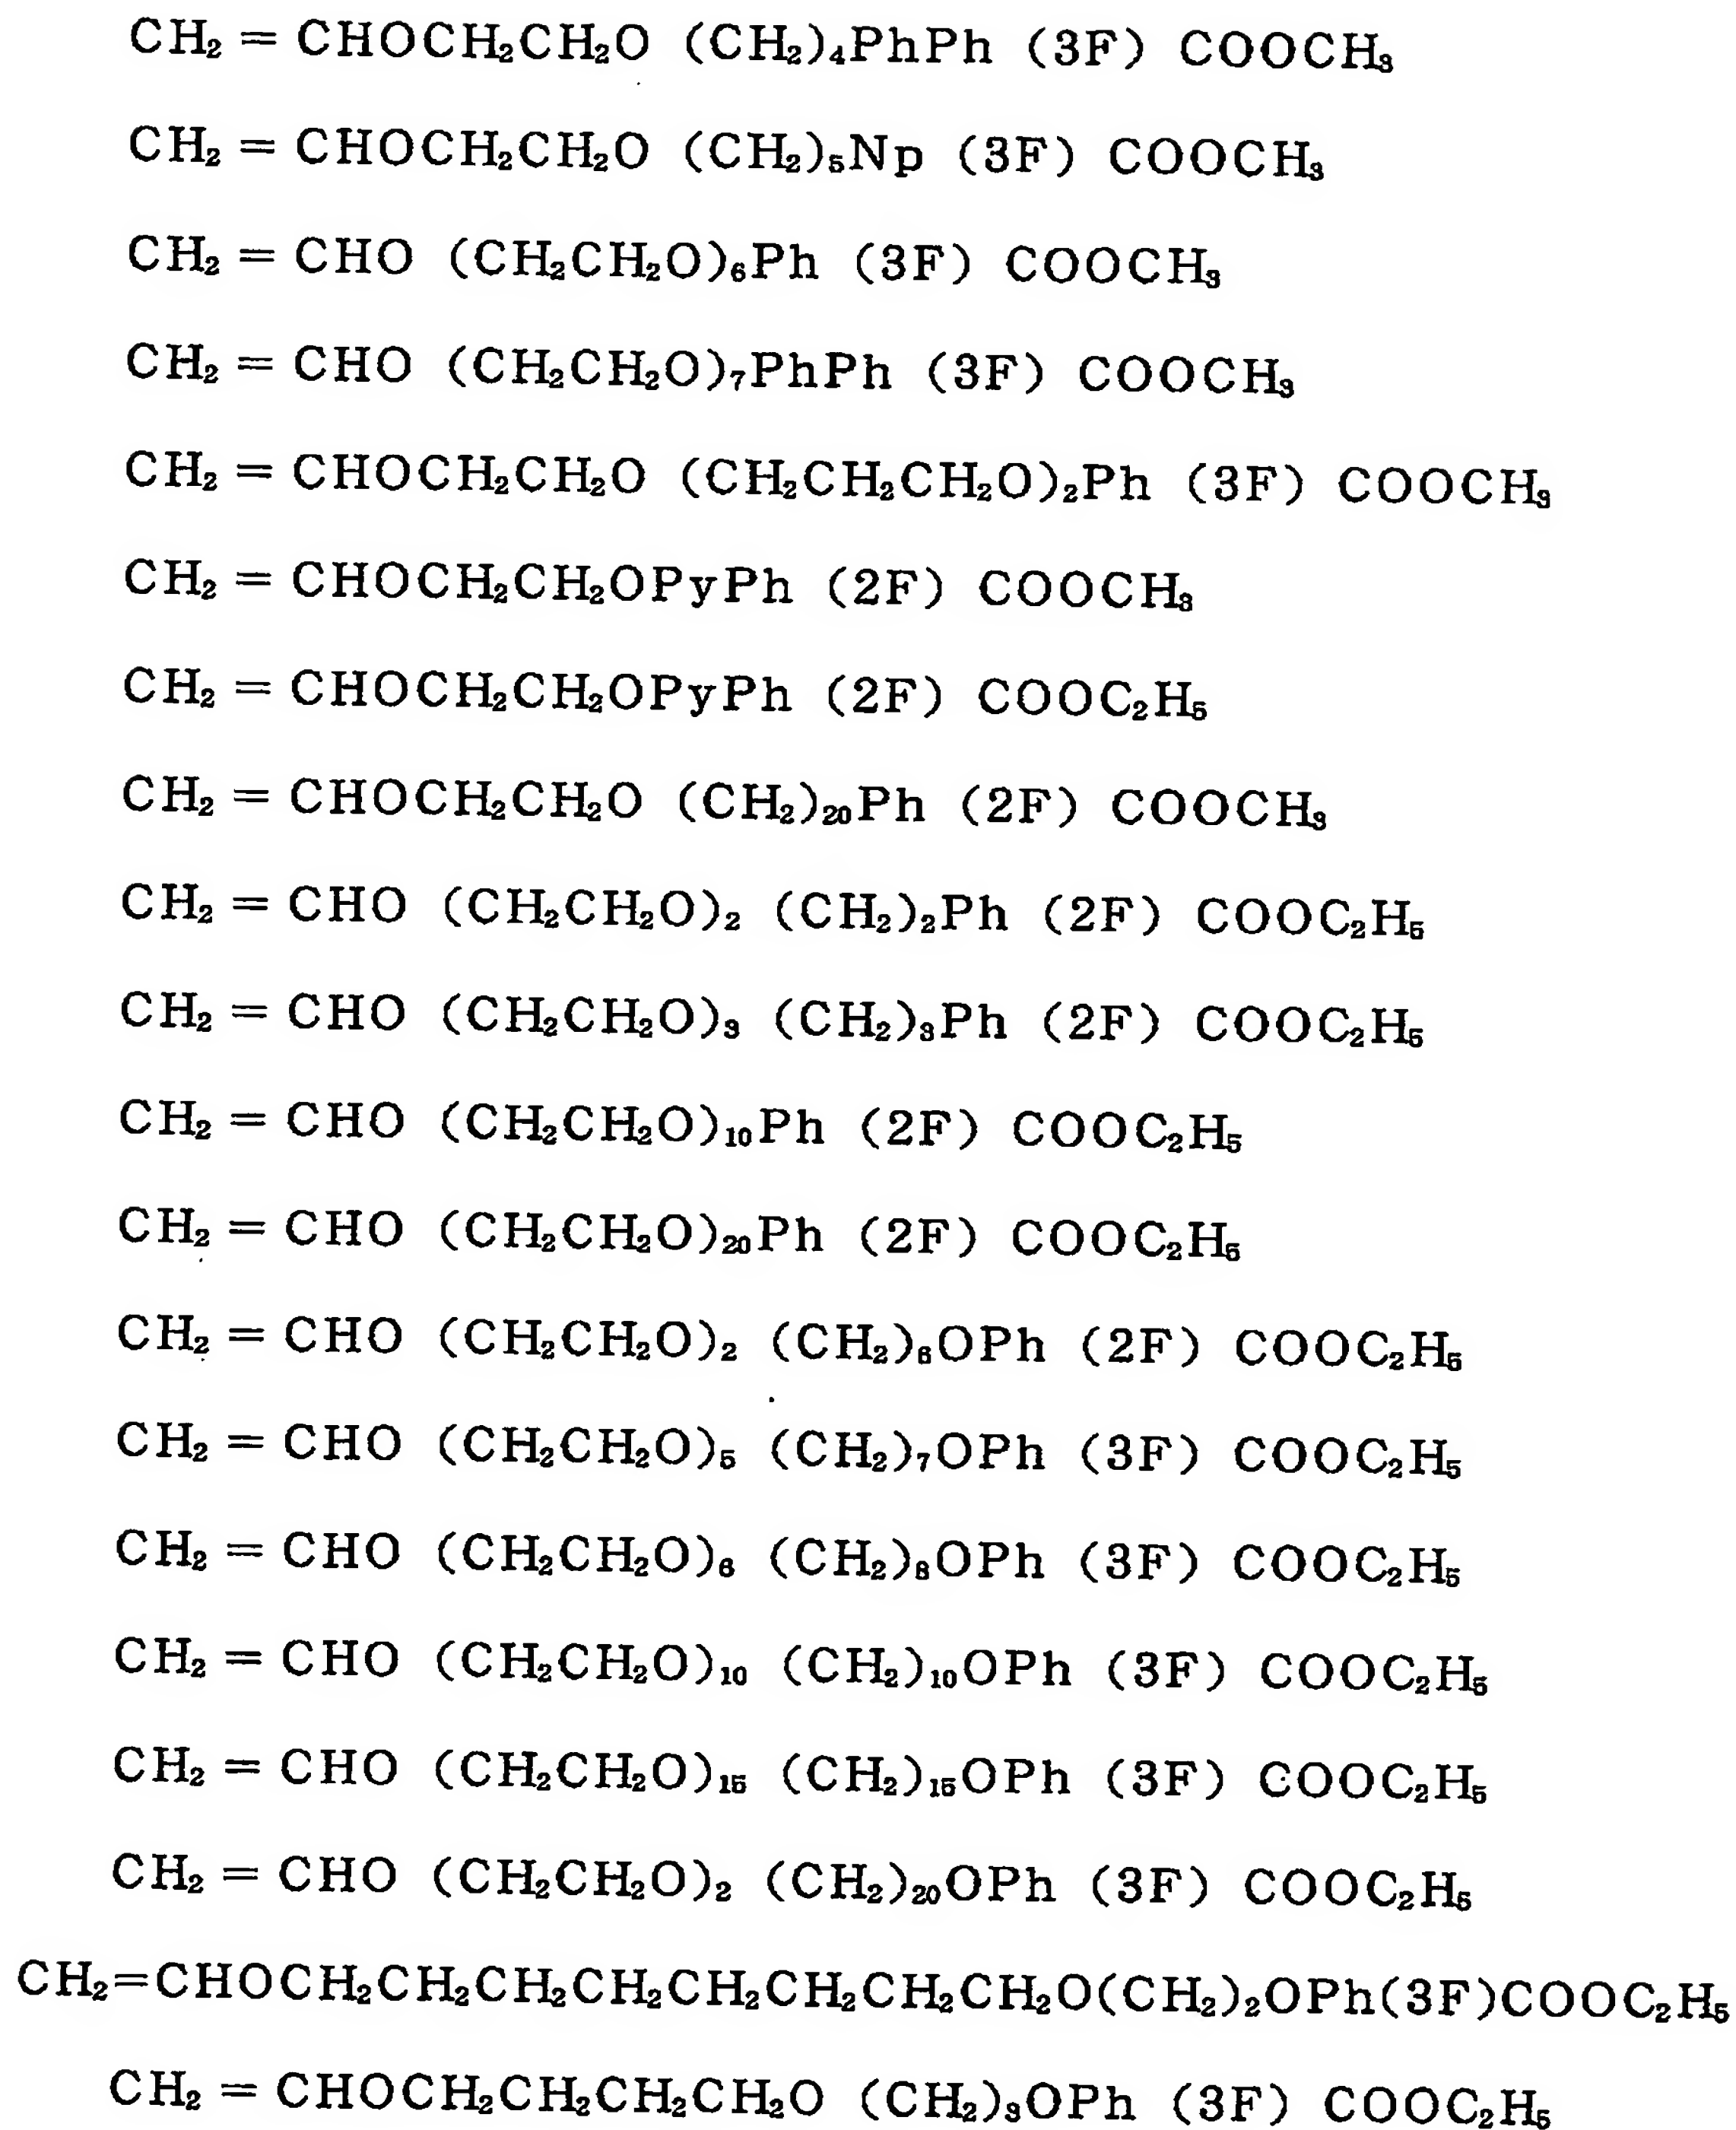 CH₂ = CHOCH₂CH₂O (CH₂)₄PhPh (3F) COOCH₃
CH₂ = CHOCH₂CH₂O (CH₂)₅Np (3F) COOCH₃
CH₂ = CHO (CH₂CH₂O)₆Ph (3F) COOCH₃
CH₂ = CHO (CH₂CH₂O)₇PhPh (3F) COOCH₃
CH₂ = CHOCH₂CH₂O (CH₂CH₂CH₂O)₂Ph (3F) COOCH₃
CH₂ = CHOCH₂CH₂OPyPh (2F) COOCH₃
CH₂ = CHOCH₂CH₂OPyPh (2F) COOC₂H₅
CH₂ = CHOCH₂CH₂O (CH₂)₂₀Ph (2F) COOCH₃
CH₂ = CHO (CH₂CH₂O)₂ (CH₂)₂Ph (2F) COOC₂H₅
CH₂ = CHO (CH₂CH₂O)₃ (CH₂)₃Ph (2F) COOC₂H₅
CH₂ = CHO (CH₂CH₂O)₁₀Ph (2F) COOC₂H₅
CH₂ = CHO (CH₂CH₂O)₂₀Ph (2F) COOC₂H₅
CH₂ = CHO (CH₂CH₂O)₂ (CH₂)₆OPh (2F) COOC₂H₅
CH₂ = CHO (CH₂CH₂O)₅ (CH₂)₇OPh (3F) COOC₂H₅
CH₂ = CHO (CH₂CH₂O)₆ (CH₂)₈OPh (3F) COOC₂H₅
CH₂ = CHO (CH₂CH₂O)₁₀ (CH₂)₁₀OPh (3F) COOC₂H₅
CH₂ = CHO (CH₂CH₂O)₁₅ (CH₂)₁₅OPh (3F) COOC₂H₅
CH₂ = CHO (CH₂CH₂O)₂ (CH₂)₂₀OPh (3F) COOC₂H₅
CH₂=CHOCH₂CH₂CH₂CH₂CH₂CH₂CH₂CH₂O(CH₂)₂OPh(3F)COOC₂H₅
CH₂ = CHOCH₂CH₂CH₂CH₂O (CH₂)₃OPh (3F) COOC₂H₅